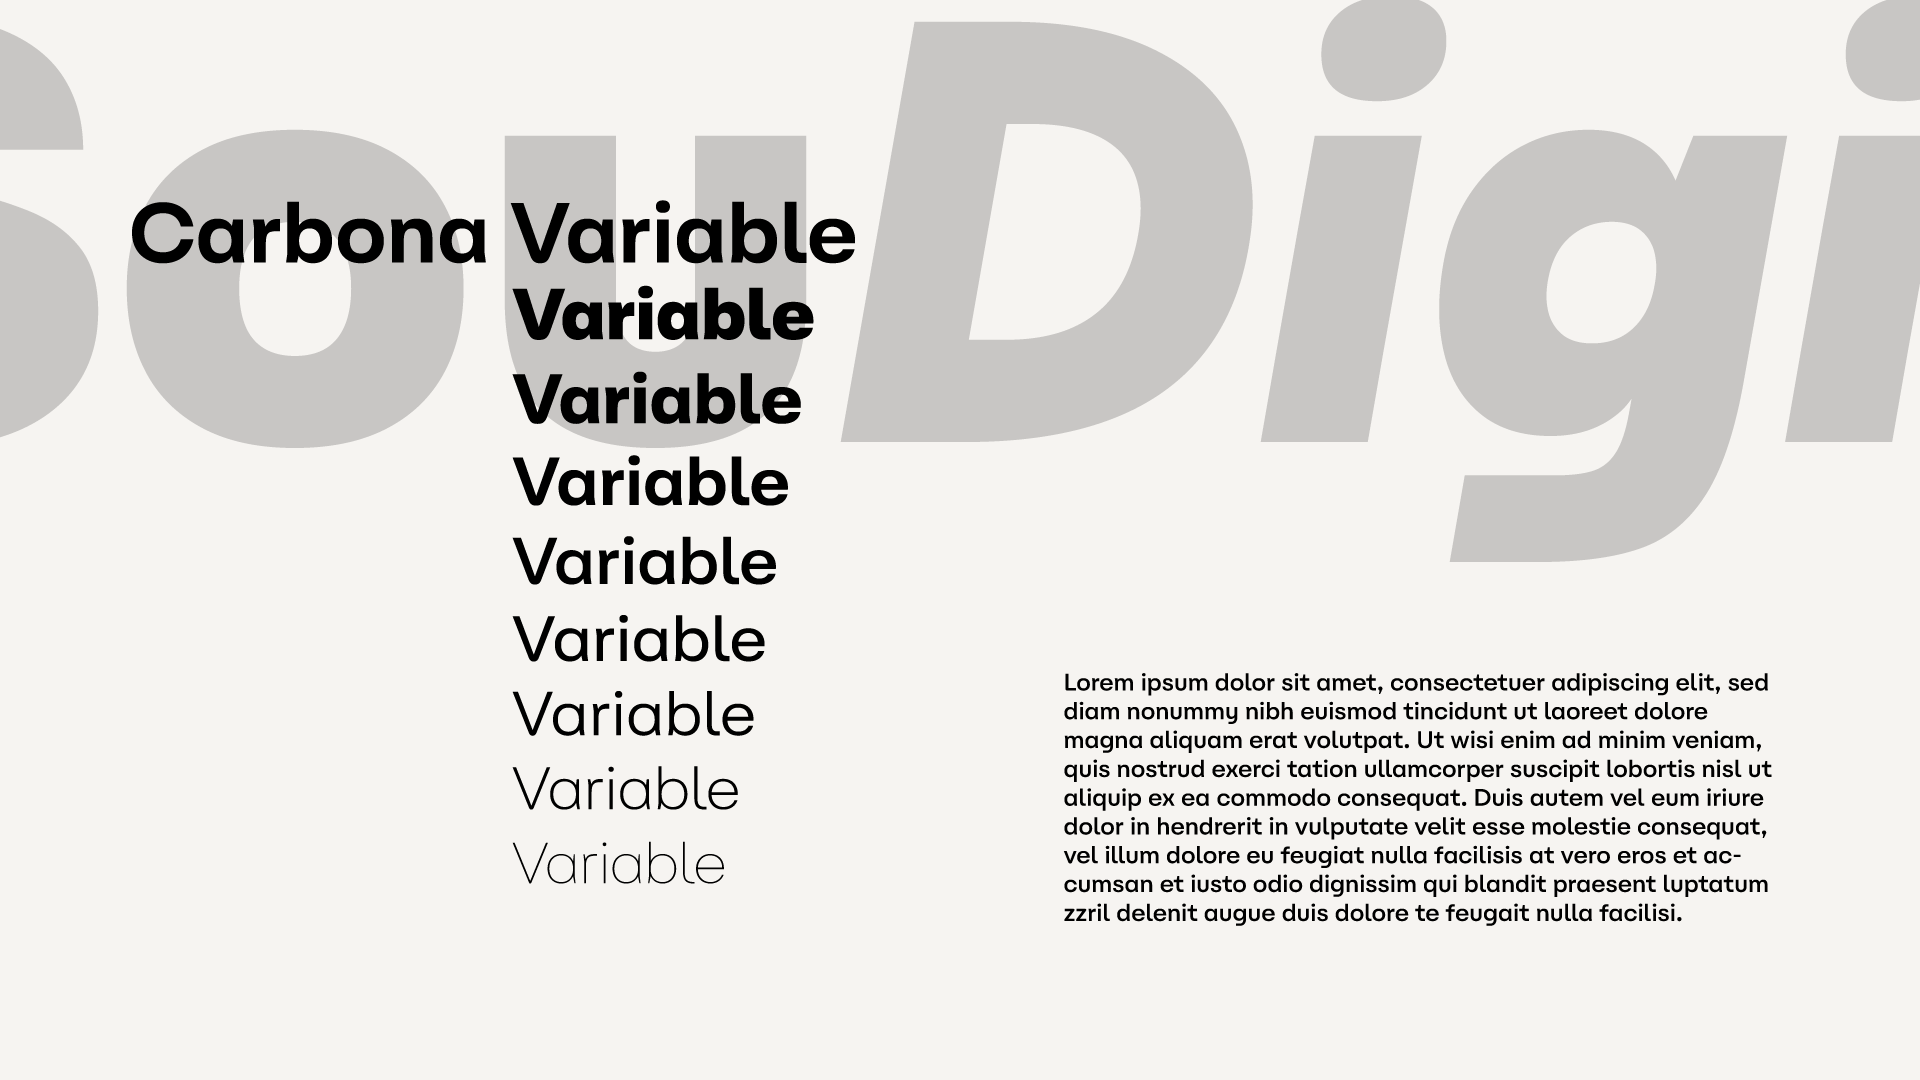 SouDigi
Carbona Variable
Variable
Variable
Variable
Variable
Variable
Variable
Variable
Variable
Lorem ipsum dolor sit amet, consectetuer adipiscing elit, sed
diam nonummy nibh euismod tincidunt ut laoreet dolore
magna aliquam erat volutpat. Ut wisi enim ad minim veniam,
quis nostrud exerci tation ullamcorper suscipit lobortis nisl ut
aliquip ex ea commodo consequat. Duis autem vel eum iriure
dolor in hendrerit in vulputate velit esse molestie consequat,
vel illum dolore eu feugiat nulla facilisis at vero eros et ac-
cumsan et iusto odio dignissim qui blandit praesent luptatum
zzril delenit augue duis dolore te feugait nulla facilisi.